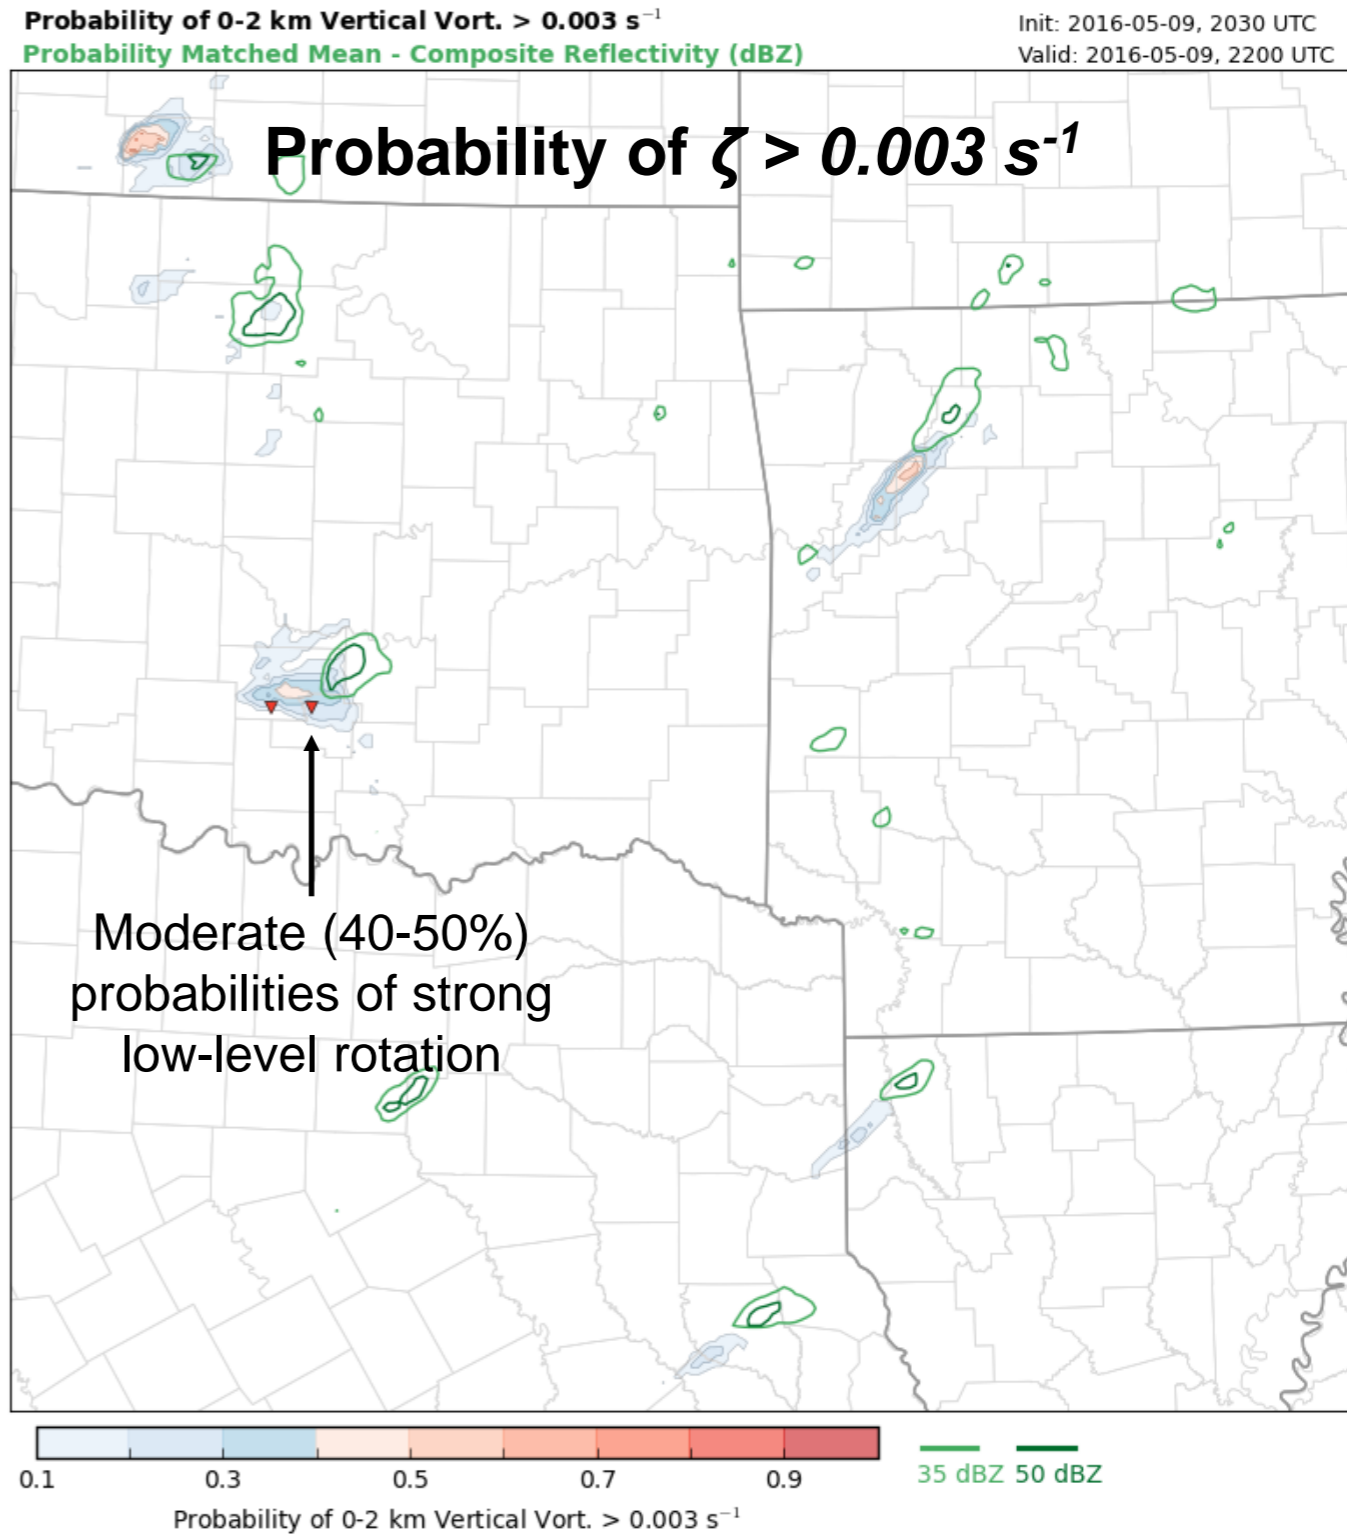 Probability of 0-2 km Vertical Vort. > 0.003 s⁻¹
Init: 2016-05-09, 2030 UTC
Probability Matched Mean - Composite Reflectivity (dBZ)
Valid: 2016-05-09, 2200 UTC
Probability of ζ > 0.003 s⁻¹
Moderate (40-50%)
probabilities of strong
low-level rotation
0.1 0.3 0.5 0.7 0.9
35 dBZ 50 dBZ
Probability of 0-2 km Vertical Vort. > 0.003 s⁻¹